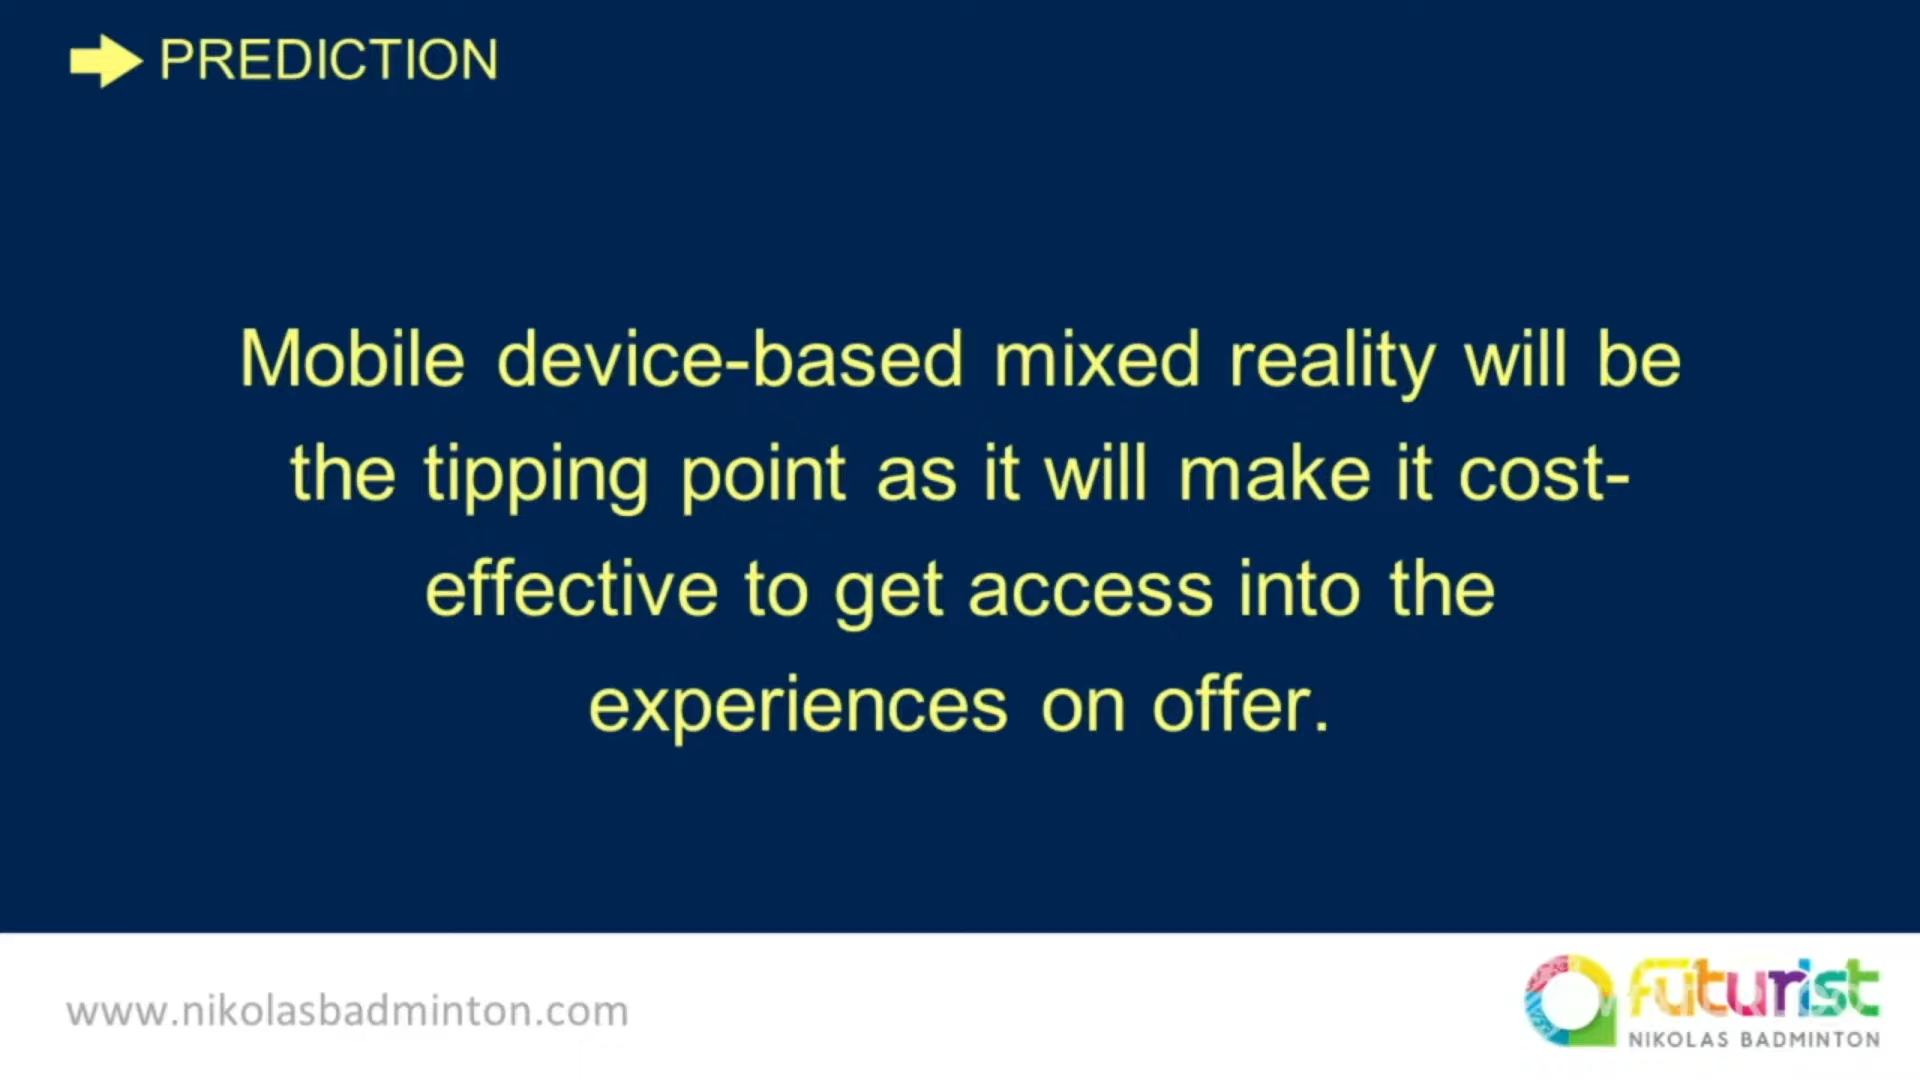 PREDICTION
Mobile device-based mixed reality will be
the tipping point as it will make it cost-
effective to get access into the
experiences on offer.
www.nikolasbadminton.com
futurist
NIKOLAS BADMINTON